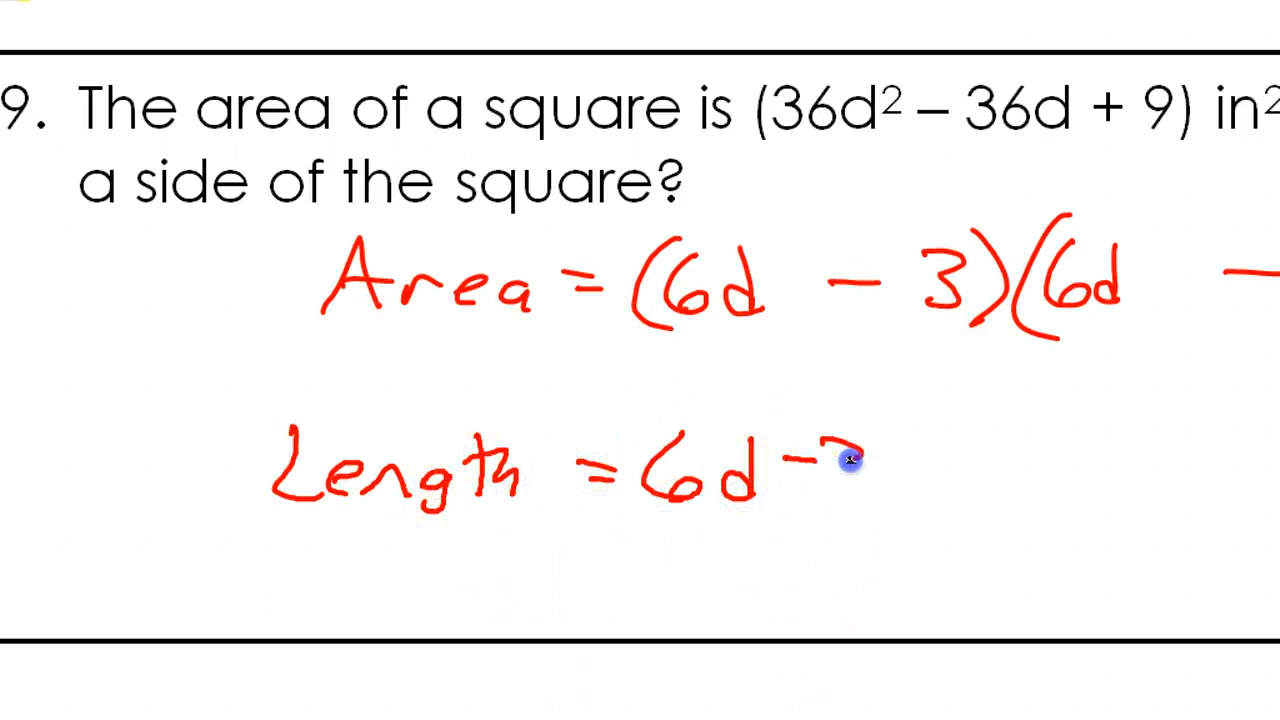 9. The area of a square is (36d² – 36d + 9) in²
a side of the square?
Area = (6d - 3)(6d -
Length = 6d -